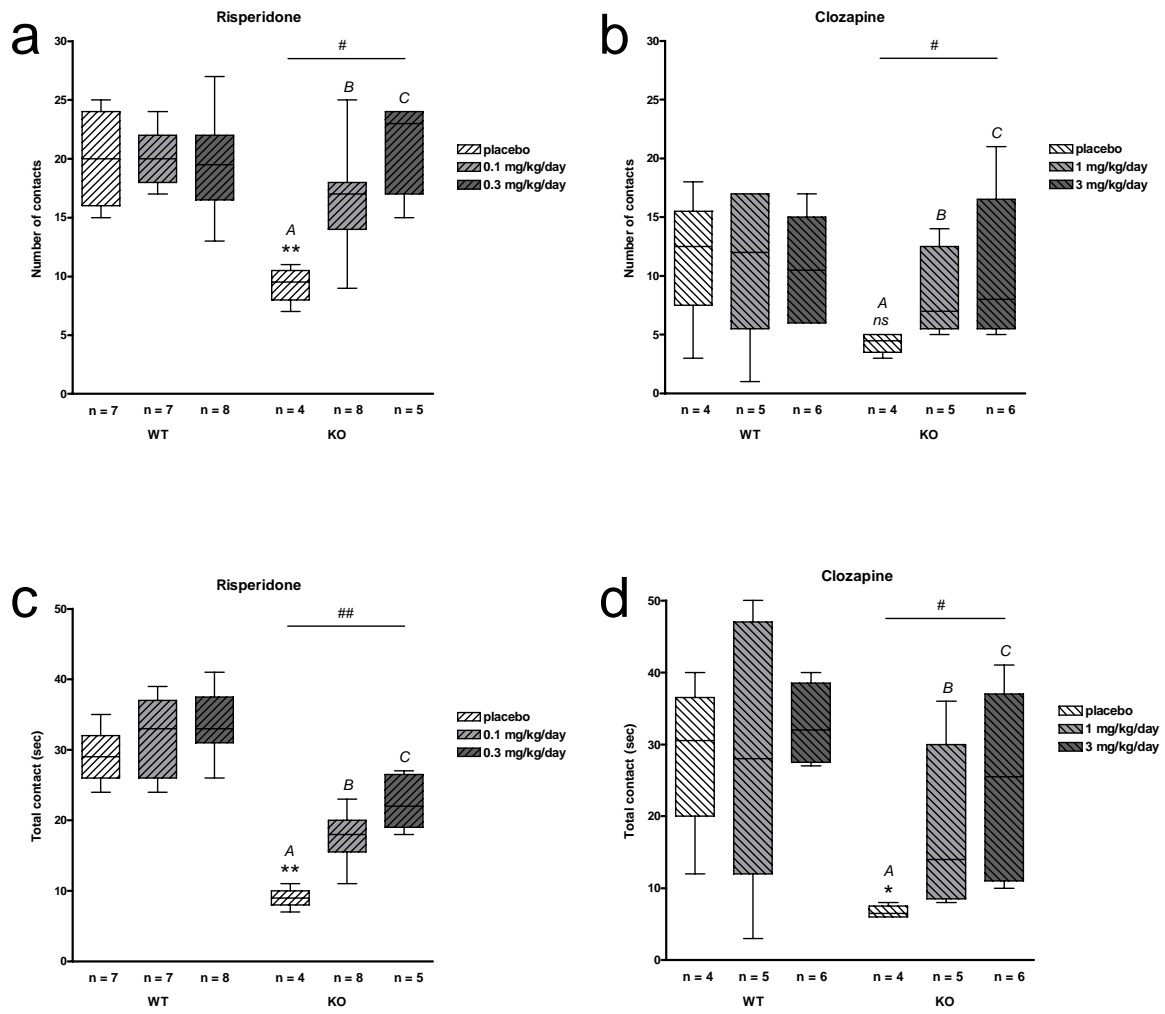 a
Risperidone
30
25
20
15
10
5
0
Number of contacts
#
A
**
B
C
placebo
0.1 mg/kg/day
0.3 mg/kg/day
n = 7 n = 7 n = 8 n = 4 n = 8 n = 5
WT KO
b
Clozapine
30
25
20
15
10
5
0
Number of contacts
#
A
ns
B
C
placebo
1 mg/kg/day
3 mg/kg/day
n = 4 n = 5 n = 6 n = 4 n = 5 n = 6
WT KO
c
Risperidone
50
40
30
20
10
0
Total contact (sec)
##
A
**
B
C
placebo
0.1 mg/kg/day
0.3 mg/kg/day
n = 7 n = 7 n = 8 n = 4 n = 8 n = 5
WT KO
d
Clozapine
50
40
30
20
10
0
Total contact (sec)
#
A
*
B
C
placebo
1 mg/kg/day
3 mg/kg/day
n = 4 n = 5 n = 6 n = 4 n = 5 n = 6
WT KO